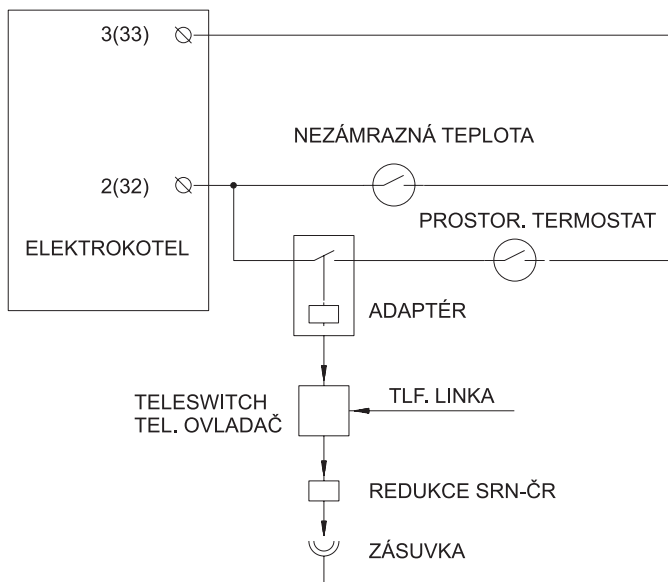 3(33)
NEZÁMRAZNÁ TEPLOTA
2(32)
PROSTOR. TERMOSTAT
ELEKTROKOTEL
ADAPTÉR
TELESWITCH
TEL. OVLADAČ
TLF. LINKA
REDUKCE SRN-ČR
ZÁSUVKA